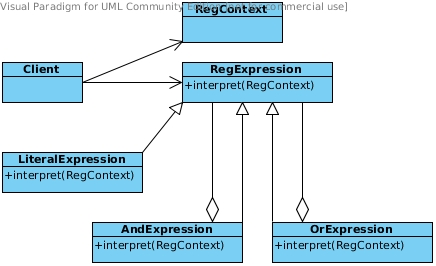 Visual Paradigm for UML Community Edition [not for commercial use]
RegContext
Client
RegExpression
+interpret(RegContext)
LiteralExpression
+interpret(RegContext)
AndExpression
OrExpression
+interpret(RegContext)
+interpret(RegContext)